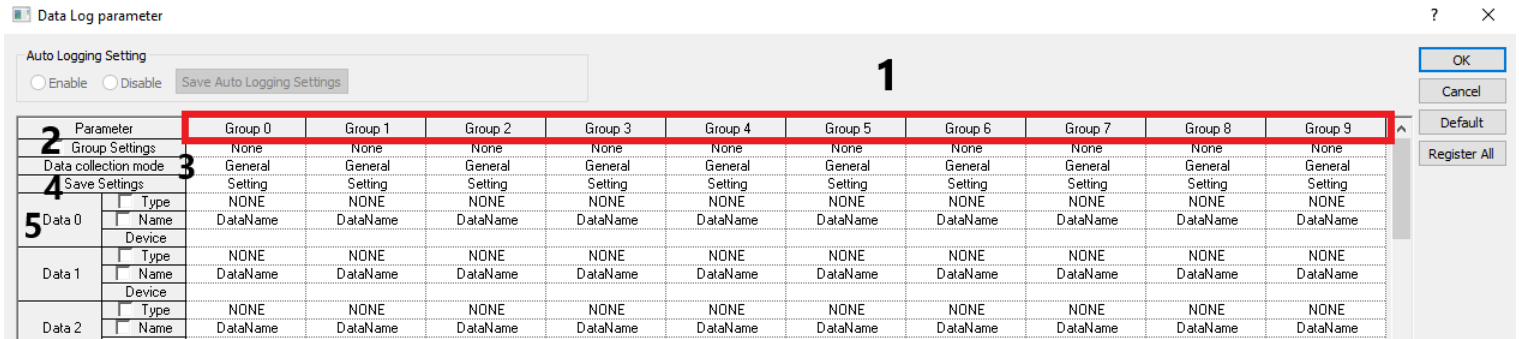 Data Log parameter ? ×
Auto Logging Setting
Enable Disable Save Auto Logging Settings
1
OK
Cancel
Default
Register All
Parameter Group 0 Group 1 Group 2 Group 3 Group 4 Group 5 Group 6 Group 7 Group 8 Group 9
2 Group Settings None None None None None None None None None None
Data collection mode 3 General General General General General General General General General General
4 Save Settings Setting Setting Setting Setting Setting Setting Setting Setting Setting Setting
Type NONE NONE NONE NONE NONE NONE NONE NONE NONE NONE
5 Data 0 Name DataName DataName DataName DataName DataName DataName DataName DataName DataName DataName
Device
Type NONE NONE NONE NONE NONE NONE NONE NONE NONE NONE
Data 1 Name DataName DataName DataName DataName DataName DataName DataName DataName DataName DataName
Device
Type NONE NONE NONE NONE NONE NONE NONE NONE NONE NONE
Data 2 Name DataName DataName DataName DataName DataName DataName DataName DataName DataName DataName